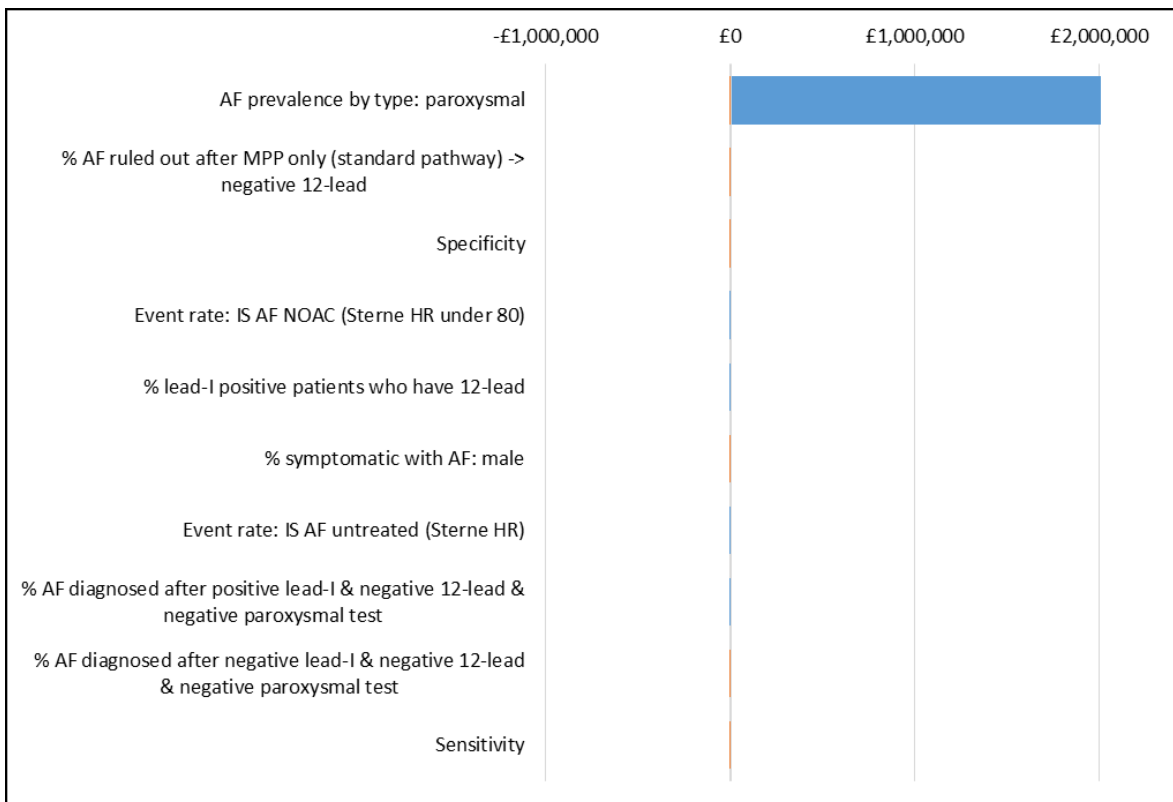 -£1,000,000 £0 £1,000,000 £2,000,000
AF prevalence by type: paroxysmal
% AF ruled out after MPP only (standard pathway) ->
negative 12-lead
Specificity
Event rate: IS AF NOAC (Sterne HR under 80)
% lead-I positive patients who have 12-lead
% symptomatic with AF: male
Event rate: IS AF untreated (Sterne HR)
% AF diagnosed after positive lead-I & negative 12-lead &
negative paroxysmal test
% AF diagnosed after negative lead-I & negative 12-lead
& negative paroxysmal test
Sensitivity